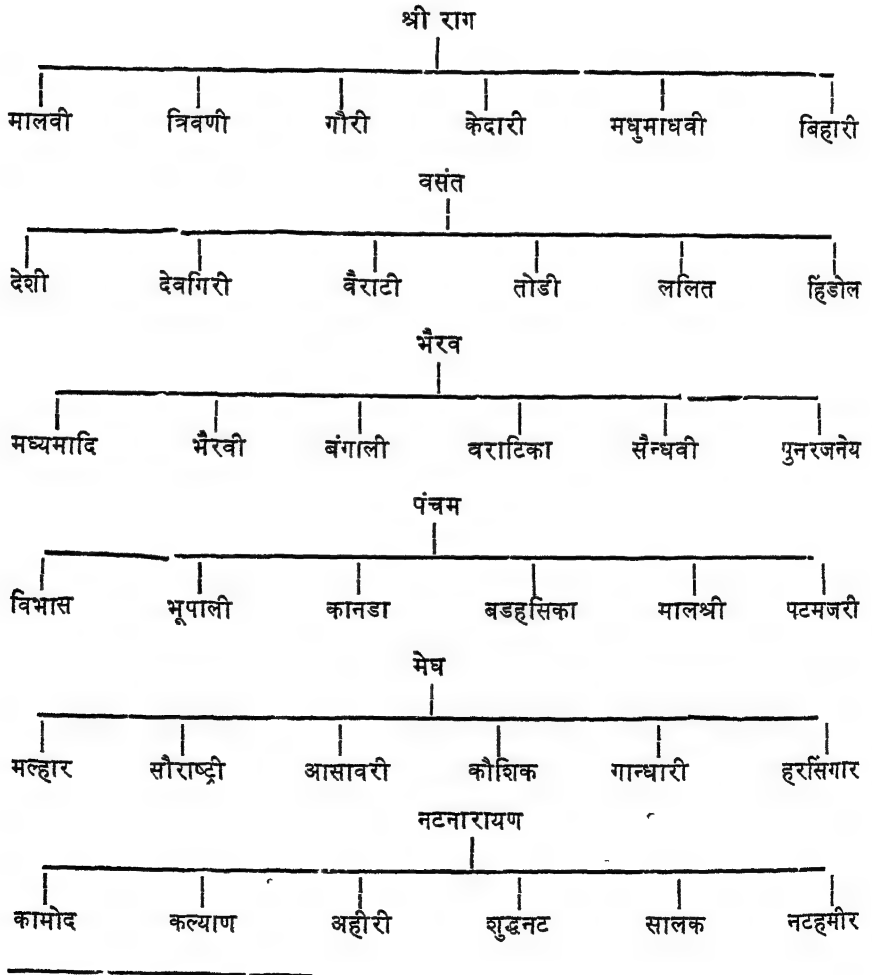 श्री राग
मालवी त्रिवणी गौरी केदारी मधुमाधवी बिहारी
वसंत
देशी देवगिरी वैराटी तोडी ललित हिंडोल
भैरव
मध्यमादि भैरवी बंगाली वराटिका सैन्धवी पुनरजनेय
पंचम
विभास भूपाली कानडा बडहसिका मालश्री पटमजरी
मेघ
मल्हार सौराष्ट्री आसावरी कौशिक गान्धारी हरसिंगार
नटनारायण
कामोद कल्याण अहीरी शुद्धनट सालक नटहमीर